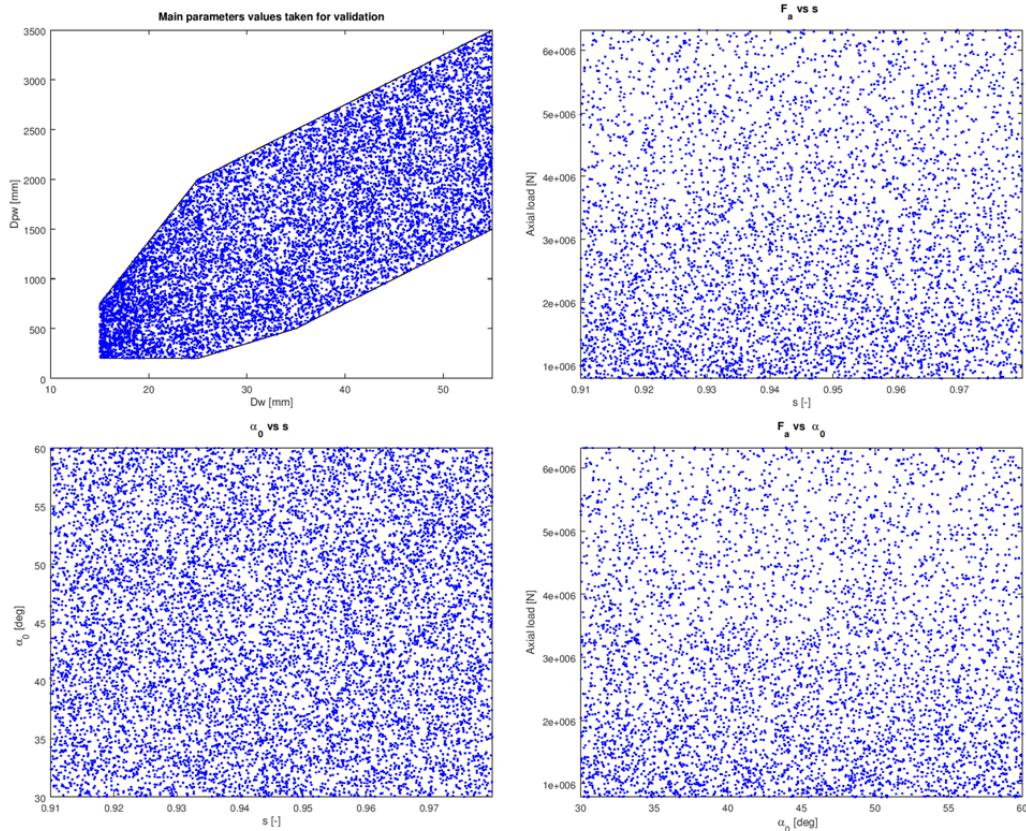 Main parameters values taken for validation
3500
3000
2500
2000
1500
1000
500
0
Dpw [mm]
10 20 30 40 50
Dw [mm]
F_a vs s
6e+006
5e+006
4e+006
3e+006
2e+006
1e+006
Axial load [N]
0.91 0.92 0.93 0.94 0.95 0.96 0.97
s [-]
α_0 vs s
60
55
50
45
40
35
30
α_0 [deg]
0.91 0.92 0.93 0.94 0.95 0.96 0.97
s [-]
F_a vs α_0
6e+006
5e+006
4e+006
3e+006
2e+006
1e+006
Axial load [N]
30 35 40 45 50 55 60
α_0 [deg]